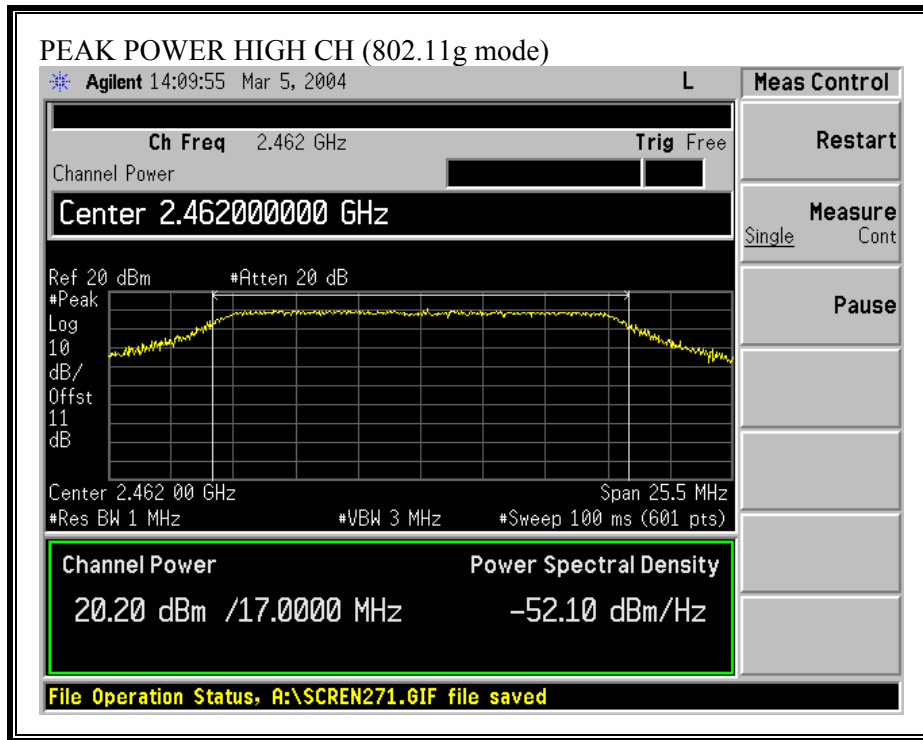 PEAK POWER HIGH CH (802.11g mode)
Agilent 14:09:55 Mar 5, 2004 L Meas Control
Ch Freq 2.462 GHz Trig Free
Channel Power
Restart
Center 2.462000000 GHz
Measure
Single Cont
Ref 20 dBm #Atten 20 dB
#Peak
Log
10
dB/
Offst
11
dB
Pause
Center 2.462 00 GHz Span 25.5 MHz
#Res BW 1 MHz #VBW 3 MHz #Sweep 100 ms (601 pts)
Channel Power Power Spectral Density
20.20 dBm /17.0000 MHz -52.10 dBm/Hz
File Operation Status, A:\SCREN271.GIF file saved